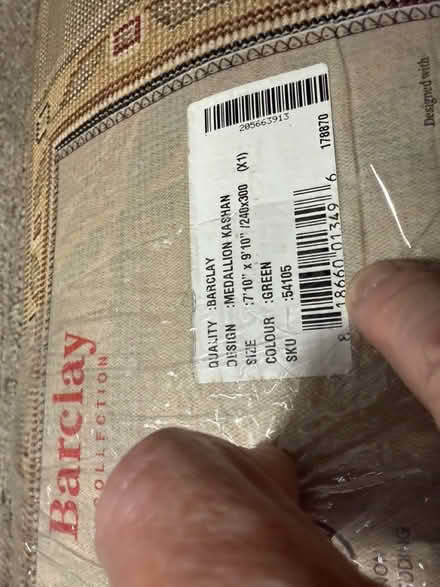 Barclay
COLLECTION
205663913
QUALITY :BARCLAY
DESIGN :MEDALLION KASHAN
SIZE :7'10" x 9'10" /240x300 (X1)
COLOUR :GREEN
SKU :54105
178870
8 18660 01349 6
Designed with